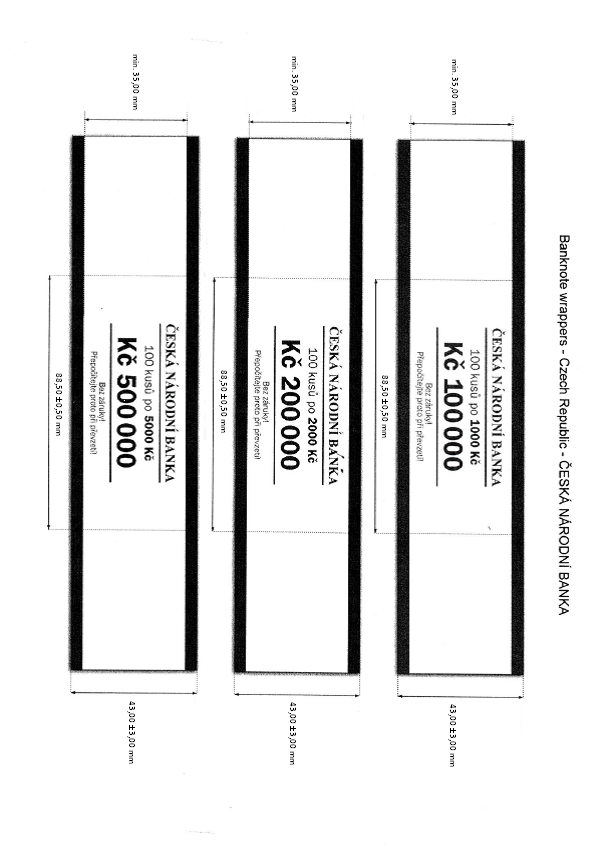 Banknote wrappers - Czech Republic - ČESKÁ NÁRODNÍ BANKA
min. 35,00 mm
ČESKÁ NÁRODNÍ BANKA
100 kusů po 1000 Kč
Kč 100 000
Bez záruky!
Přepočítejte proto při převzetí!
88,50±0,50 mm
43,00±3,00 mm
min. 35,00 mm
ČESKÁ NÁRODNÍ BANKA
100 kusů po 2000 Kč
Kč 200 000
Bez záruky!
Přepočítejte proto při převzetí!
88,50±0,50 mm
43,00±3,00 mm
min. 35,00 mm
ČESKÁ NÁRODNÍ BANKA
100 kusů po 5000 Kč
Kč 500 000
Bez záruky!
Přepočítejte proto při převzetí!
88,50±0,50 mm
43,00±3,00 mm